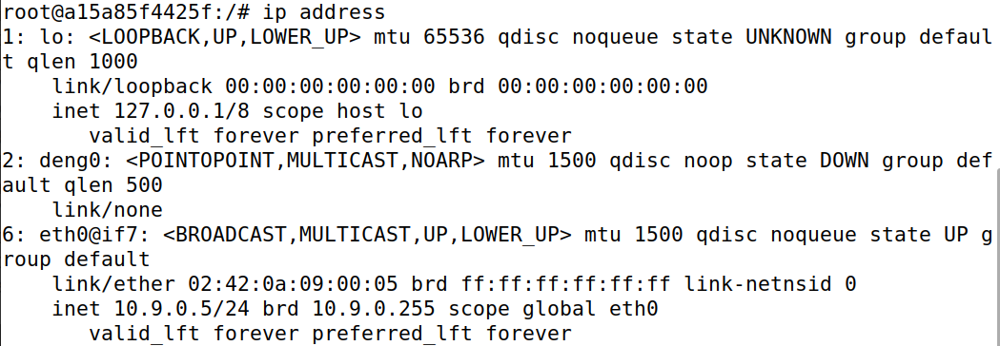 root@a15a85f4425f:/# ip address
1: lo: <LOOPBACK,UP,LOWER_UP> mtu 65536 qdisc noqueue state UNKNOWN group defaul
t qlen 1000
    link/loopback 00:00:00:00:00:00 brd 00:00:00:00:00:00
    inet 127.0.0.1/8 scope host lo
       valid_lft forever preferred_lft forever
2: deng0: <POINTOPOINT,MULTICAST,NOARP> mtu 1500 qdisc noop state DOWN group def
ault qlen 500
    link/none
6: eth0@if7: <BROADCAST,MULTICAST,UP,LOWER_UP> mtu 1500 qdisc noqueue state UP g
roup default
    link/ether 02:42:0a:09:00:05 brd ff:ff:ff:ff:ff:ff link-netnsid 0
    inet 10.9.0.5/24 brd 10.9.0.255 scope global eth0
       valid_lft forever preferred_lft forever